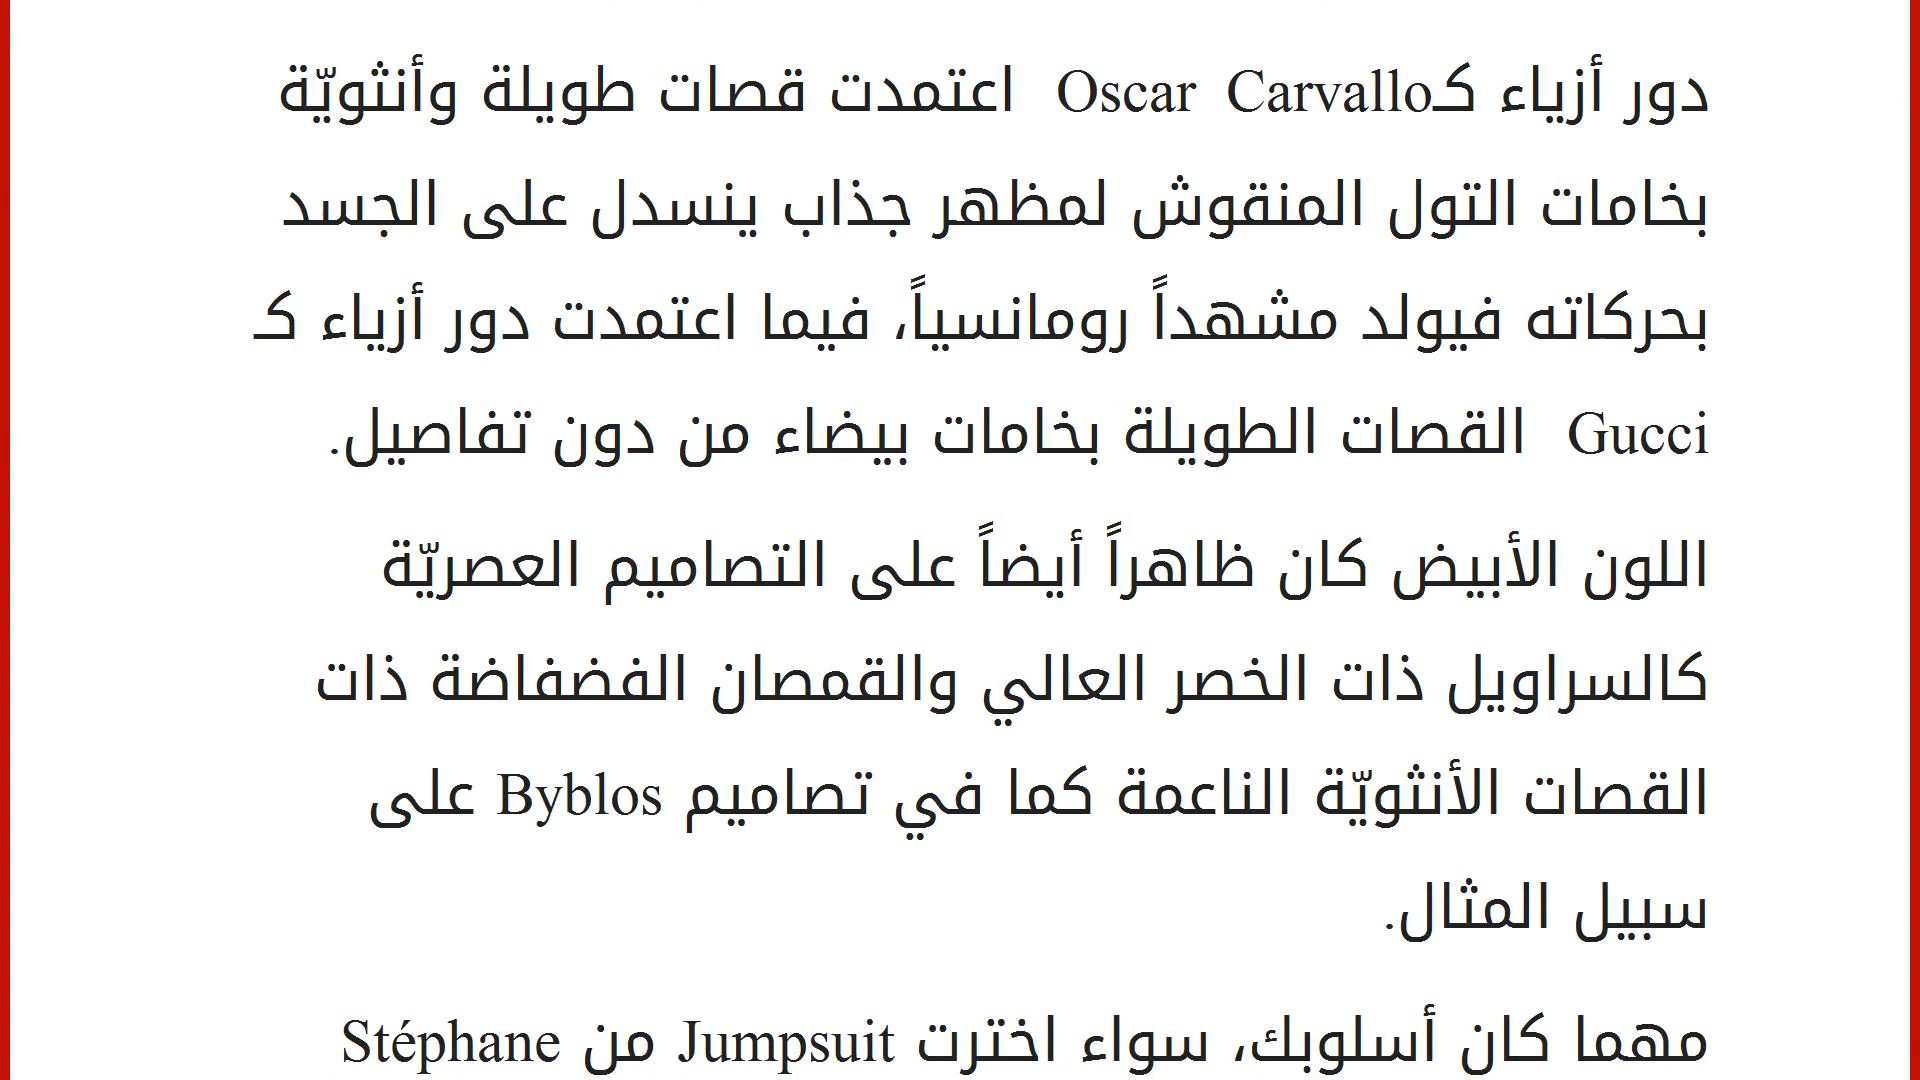 دور أزياء كـOscar Carvallo اعتمدت قصات طويلة وأنثويّة
بخامات التول المنقوش لمظهر جذاب ينسدل على الجسد
بحركاته فيولد مشهداً رومانسياً، فيما اعتمدت دور أزياء كـ
Gucci القصات الطويلة بخامات بيضاء من دون تفاصيل.
اللون الأبيض كان ظاهراً أيضاً على التصاميم العصريّة
كالسراويل ذات الخصر العالي والقمصان الفضفاضة ذات
القصات الأنثويّة الناعمة كما في تصاميم Byblos على
سبيل المثال.
مهما كان أسلوبك، سواء اخترت Jumpsuit من Stéphane